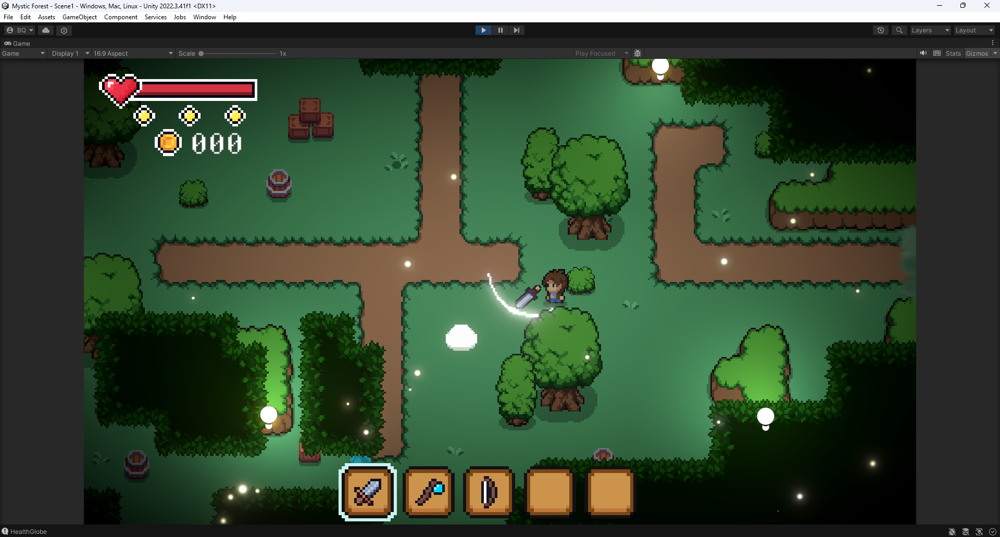 Mystic Forest - Scene1 - Windows, Mac, Linux - Unity 2022.3.41f1 <DX11>
File Edit Assets GameObject Component Services Jobs Window Help
BQ Layers Layout
Game
Game Display 1 16:9 Aspect Scale 1x Play Focused Stats Gizmos
000
HealthGlobe